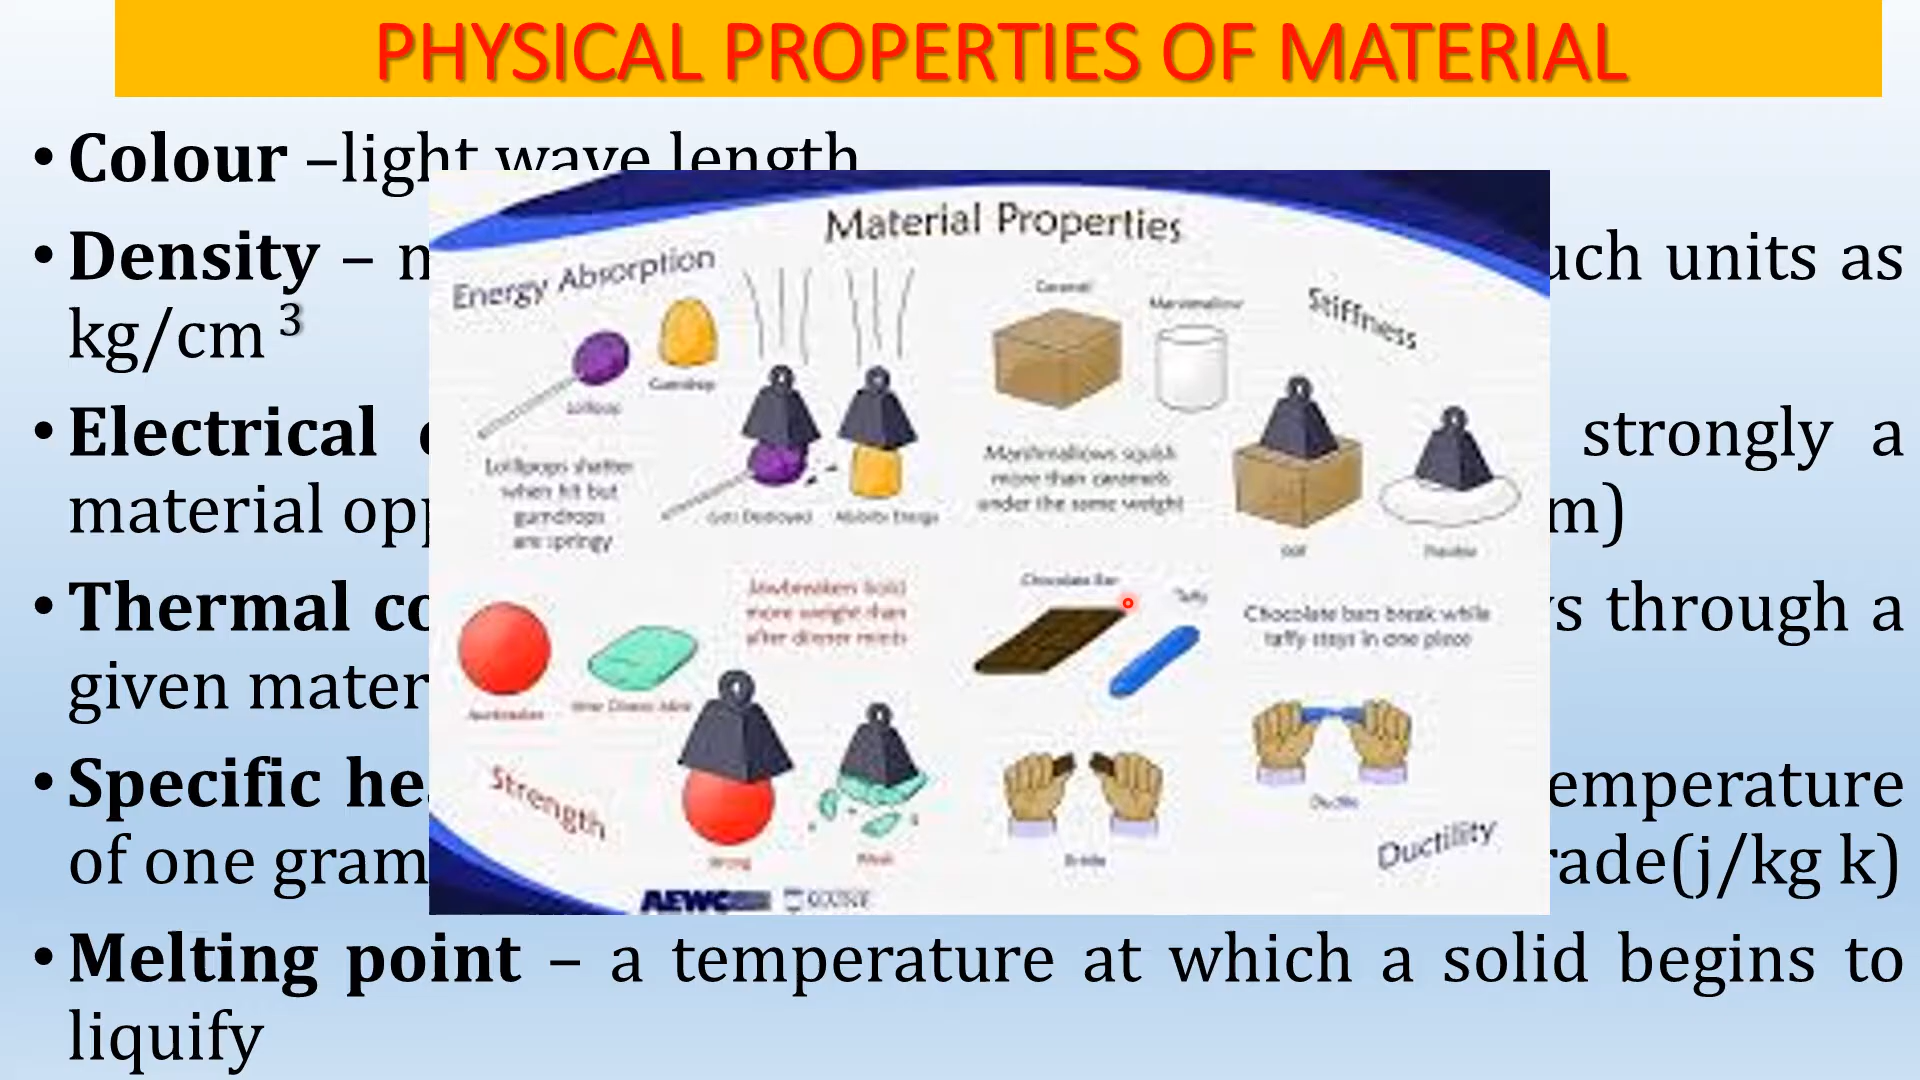 PHYSICAL PROPERTIES OF MATERIAL
• Colour –light wave length
• Density –
uch units as
kg/cm 3
• Electrical
strongly a
material opp
m)
• Thermal co
s through a
given mater
• Specific hea
emperature
of one gram
rade(j/kg k)
• Melting point – a temperature at which a solid begins to
liquify
Material Properties
Energy Absorption
Gumdrop
Lollipop
Lollipops shatter
when hit but
gumdrops
are springy
Gets Destroyed
Absorbs Energy
Caramel
Marshmallow
Stiffness
Marshmallows squish
more than caramels
under the same weight
Stiff
Flexible
Jawbreakers hold
more weight than
after dinner mints
Jawbreaker
After Dinner Mint
Strength
Strong
Weak
Chocolate Bar
Taffy
Chocolate bars break while
taffy stays in one piece
Brittle
Ductile
Ductility
AEWC